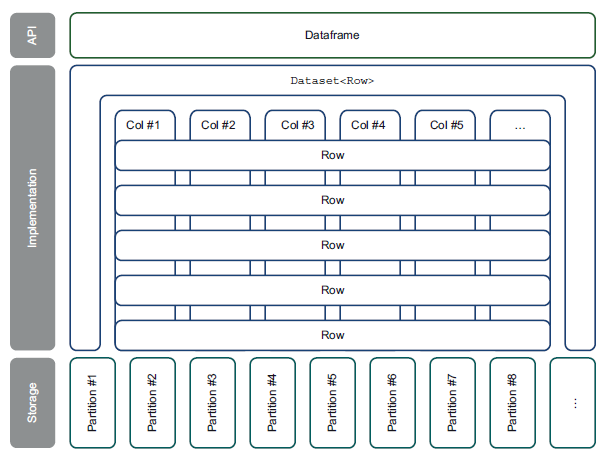 API
Dataframe
Implementation
Dataset<Row>
Col #1
Col #2
Col #3
Col #4
Col #5
...
Row
Row
Row
Row
Row
Storage
Partition #1
Partition #2
Partition #3
Partition #4
Partition #5
Partition #6
Partition #7
Partition #8
...